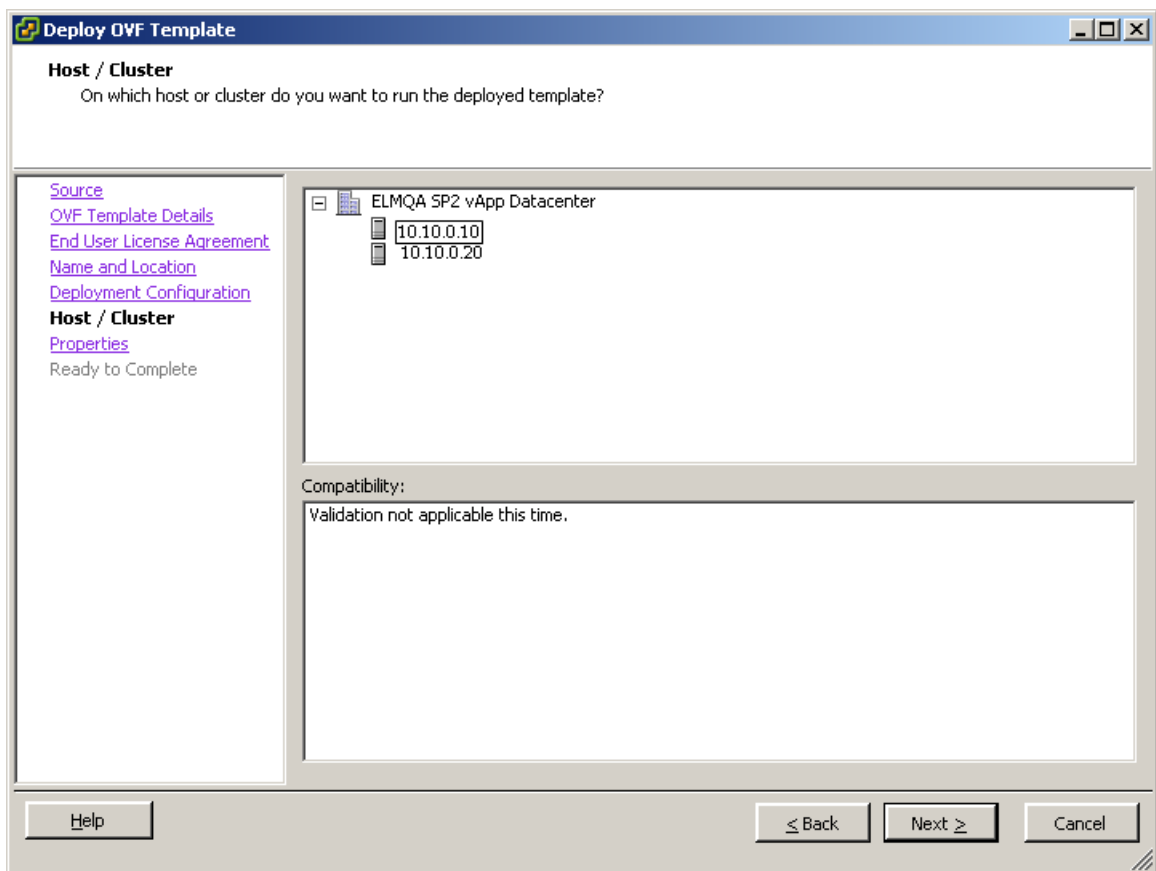 Deploy OVF Template
Host / Cluster
On which host or cluster do you want to run the deployed template?
Source
OVF Template Details
End User License Agreement
Name and Location
Deployment Configuration
Host / Cluster
Properties
Ready to Complete
ELMQA SP2 vApp Datacenter
10.10.0.10
10.10.0.20
Compatibility:
Validation not applicable this time.
Help
< Back
Next >
Cancel